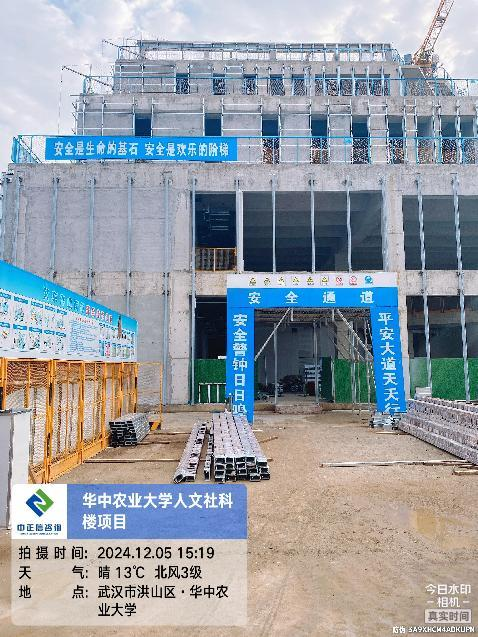 安全是生命的基石 安全是欢乐的阶梯
安全通道
安全警钟日日鸣
平安大道天天行
中正信咨询
华中农业大学人文社科
楼项目
拍摄时间: 2024.12.05 15:19
天 气: 晴 13℃ 北风3级
地 点: 武汉市洪山区·华中农
业大学
今日水印
相机
真实时间
防伪 3A9XHCM4ADKUPN